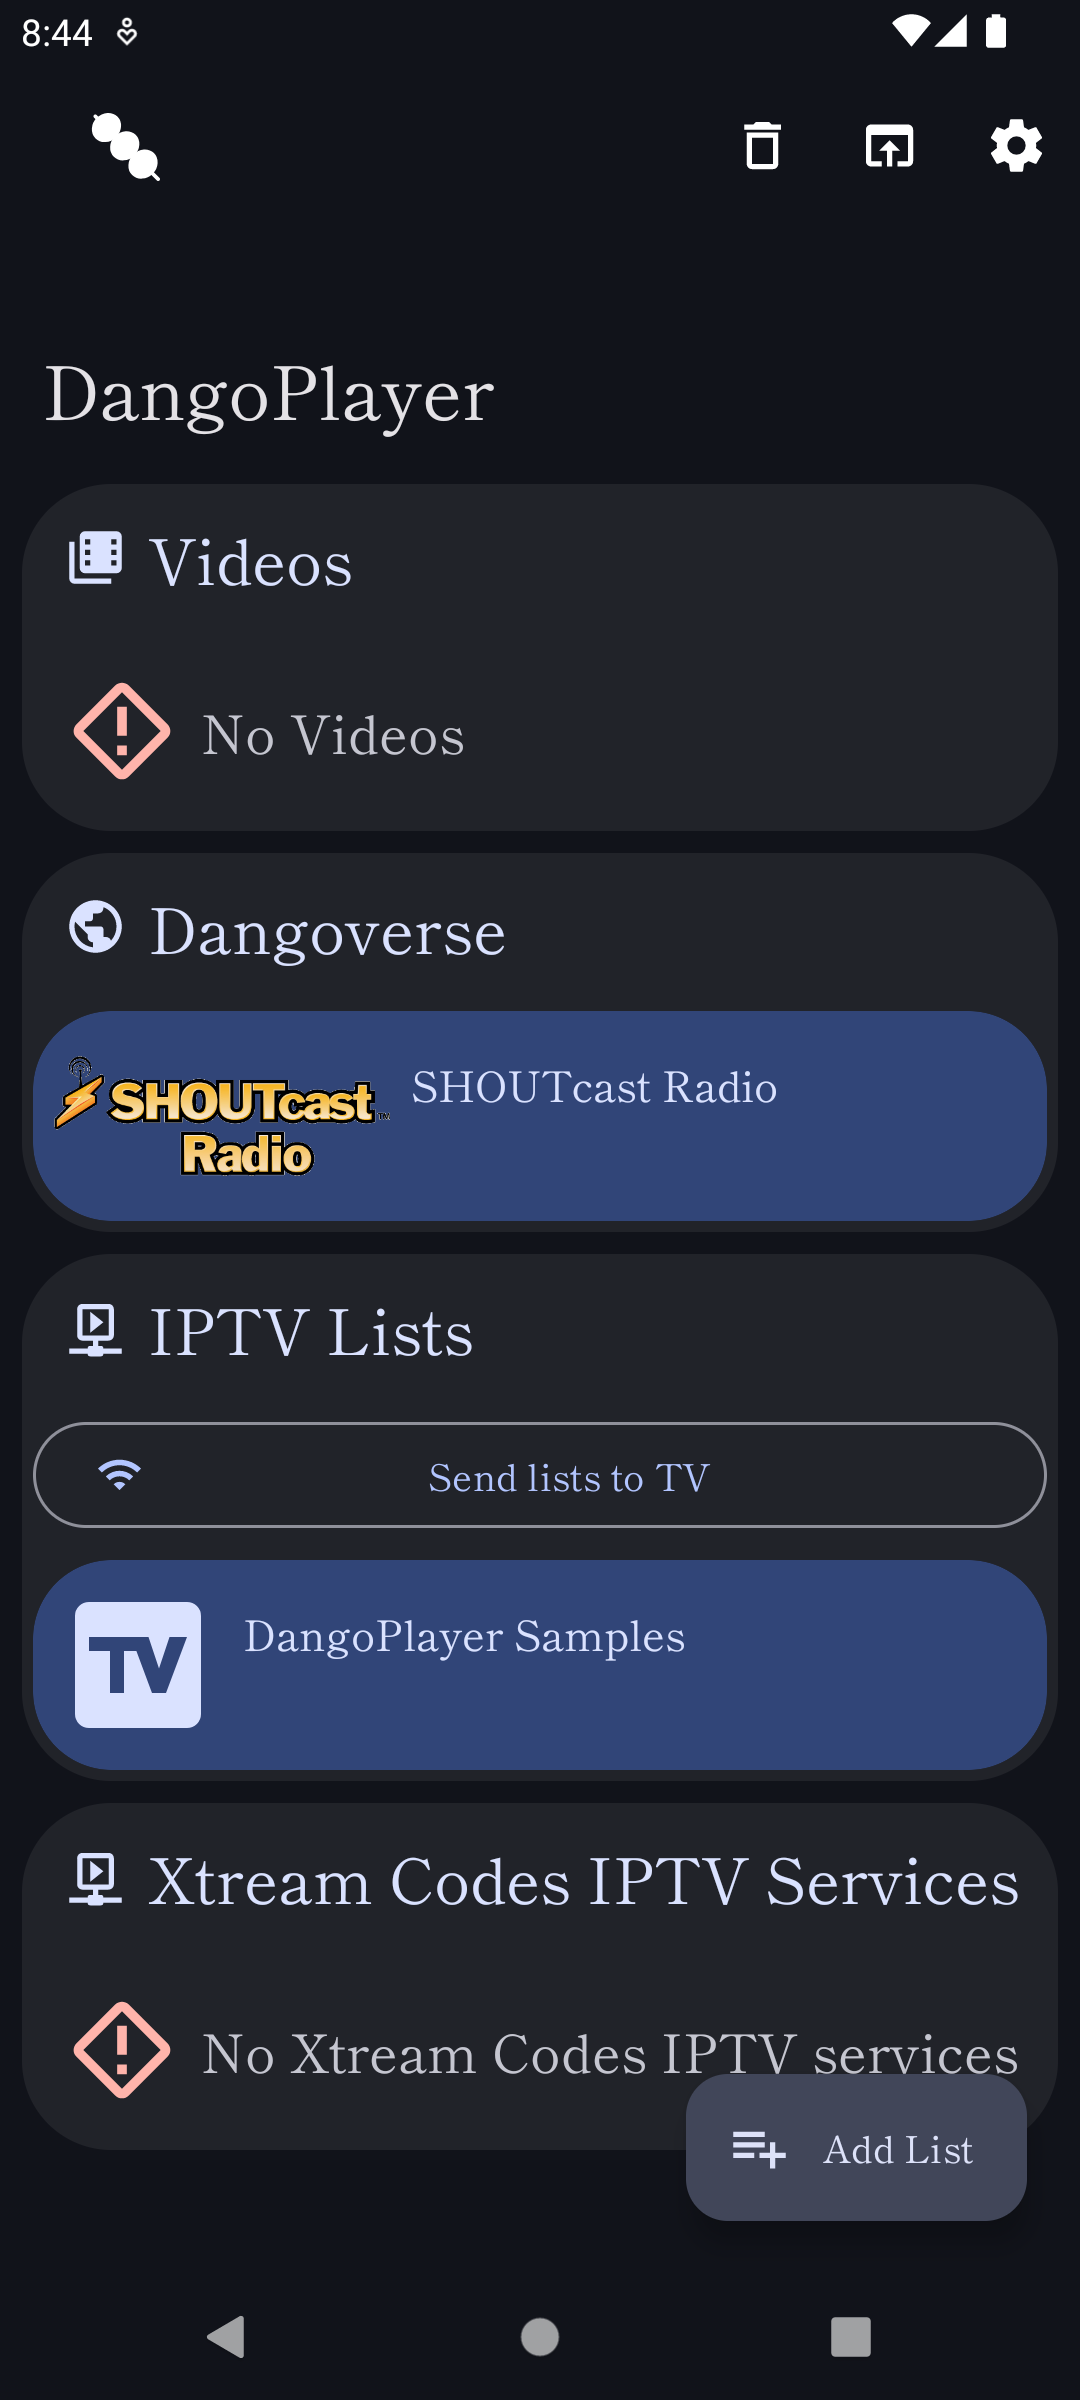 8:44
DangoPlayer
Videos
No Videos
Dangoverse
SHOUTcast TM
Radio
SHOUTcast Radio
IPTV Lists
Send lists to TV
TV
DangoPlayer Samples
Xtream Codes IPTV Services
No Xtream Codes IPTV services
Add List